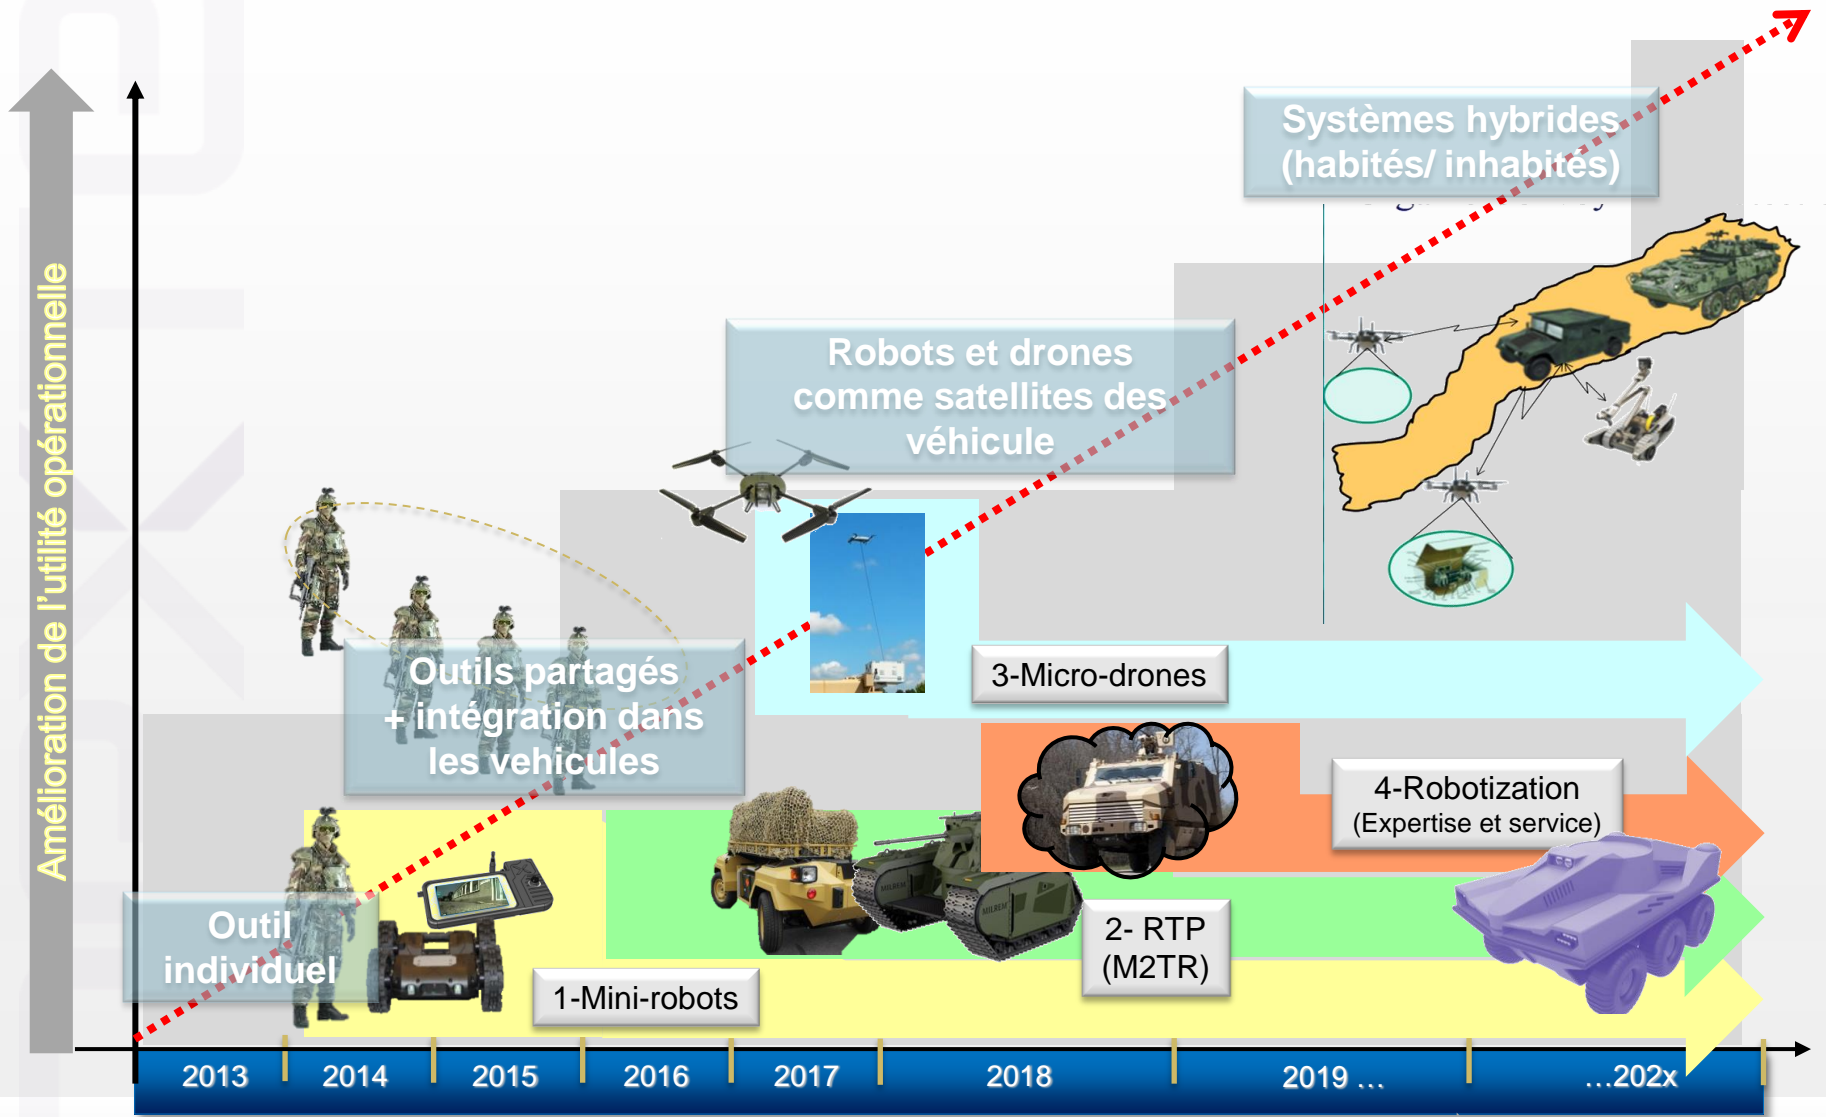 Amélioration de l'utilité opérationnelle
Systèmes hybrides
(habités/ inhabités)
Robots et drones
comme satellites des
véhicule
Outils partagés
+ intégration dans
les vehicules
Outil
individuel
3-Micro-drones
4-Robotization
(Expertise et service)
2- RTP
(M2TR)
1-Mini-robots
MILREM
MILREM
2013
2014
2015
2016
2017
2018
2019 ...
...202x